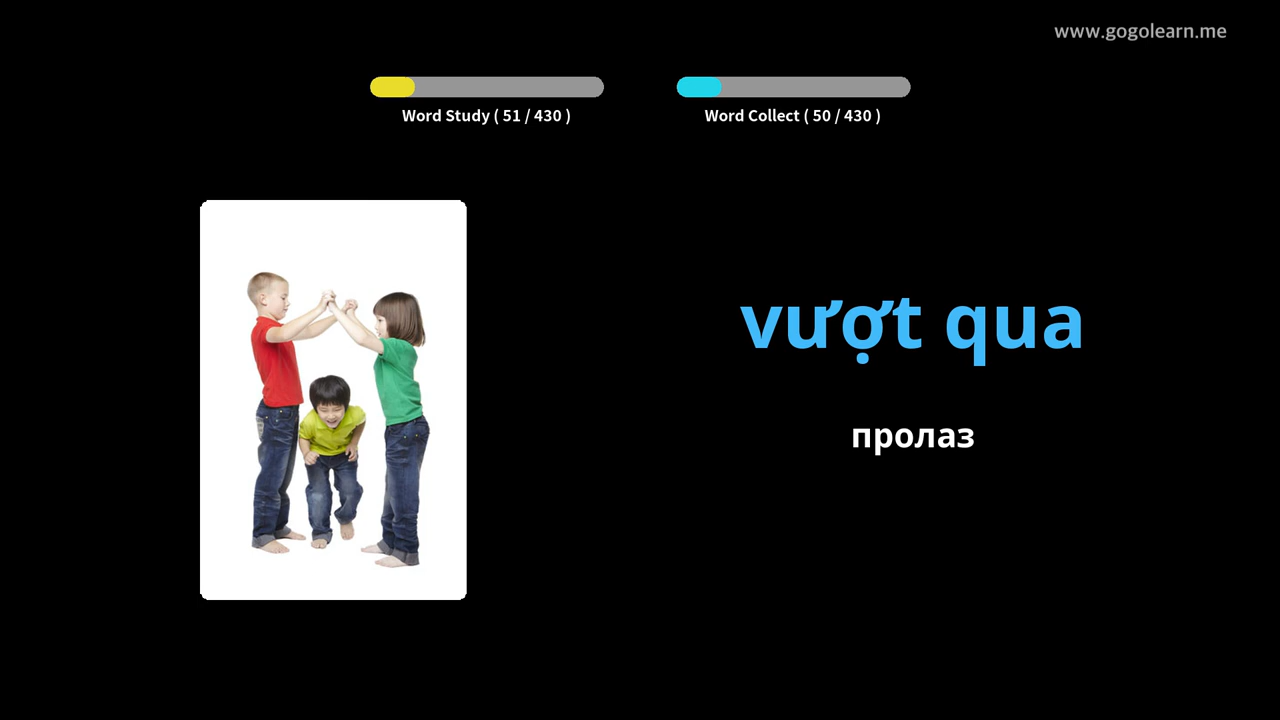 www.gogolearn.me
Word Study ( 51 / 430 )
Word Collect ( 50 / 430 )
vượt qua
пролаз